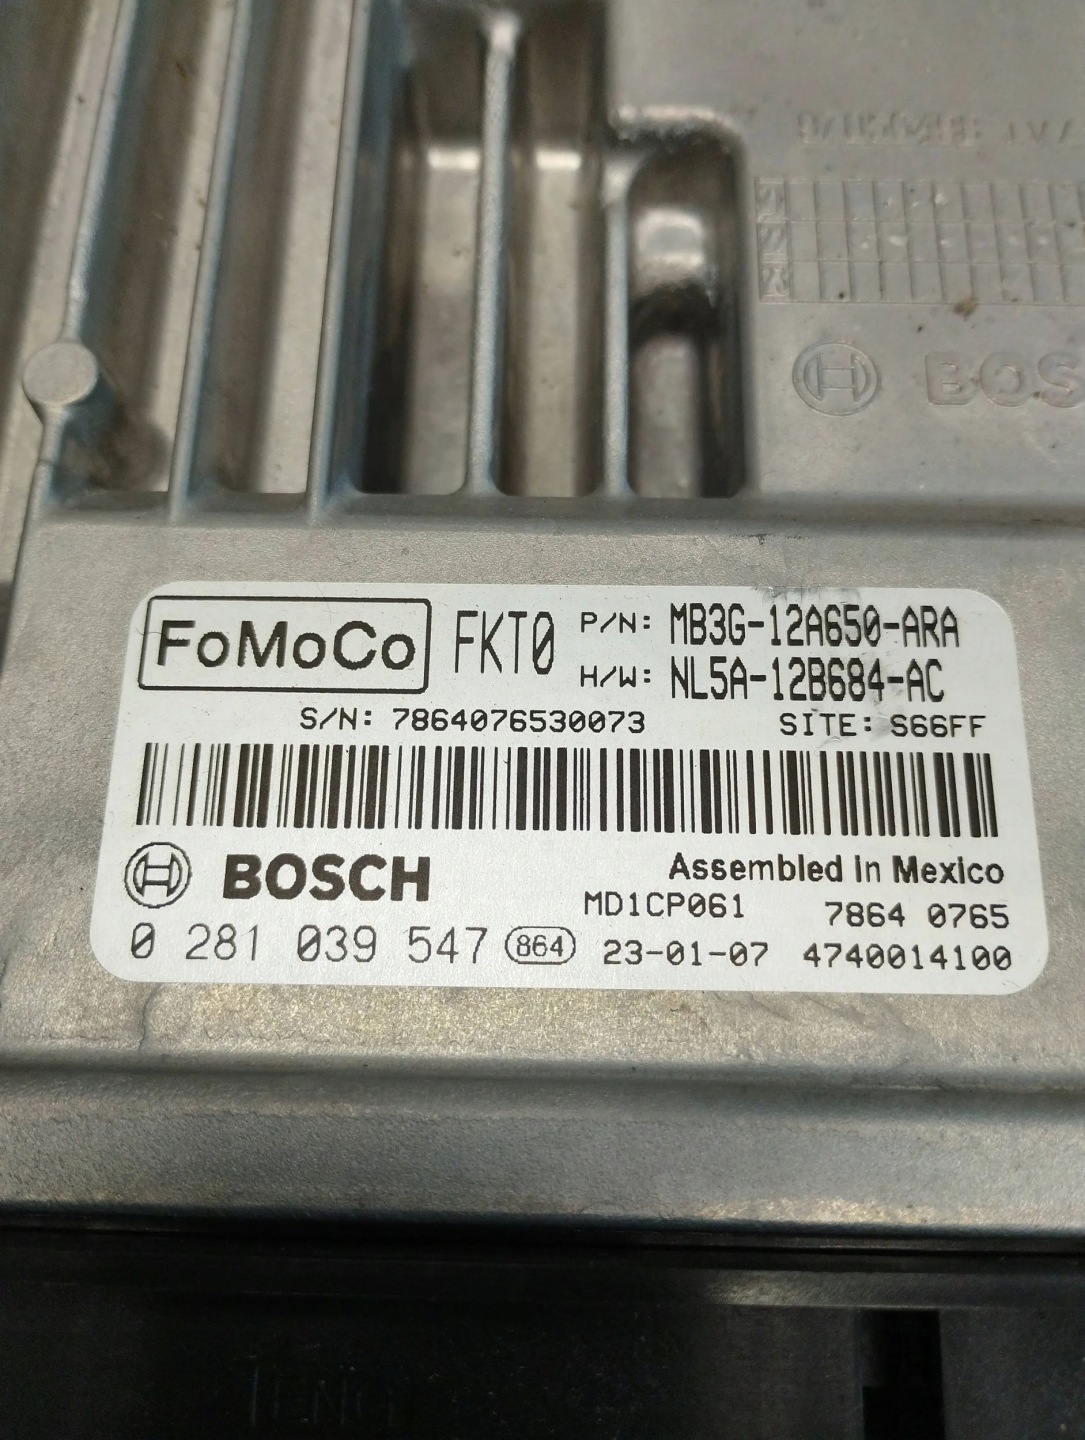 BOS
FoMoCo FKT0 P/N: MB3G-12A650-ARA
H/W: NL5A-12B684-AC
S/N: 7864076530073 SITE: S66FF
BOSCH Assembled in Mexico
MD1CP061 7864 0765
0 281 039 547 864 23-01-07 4740014100